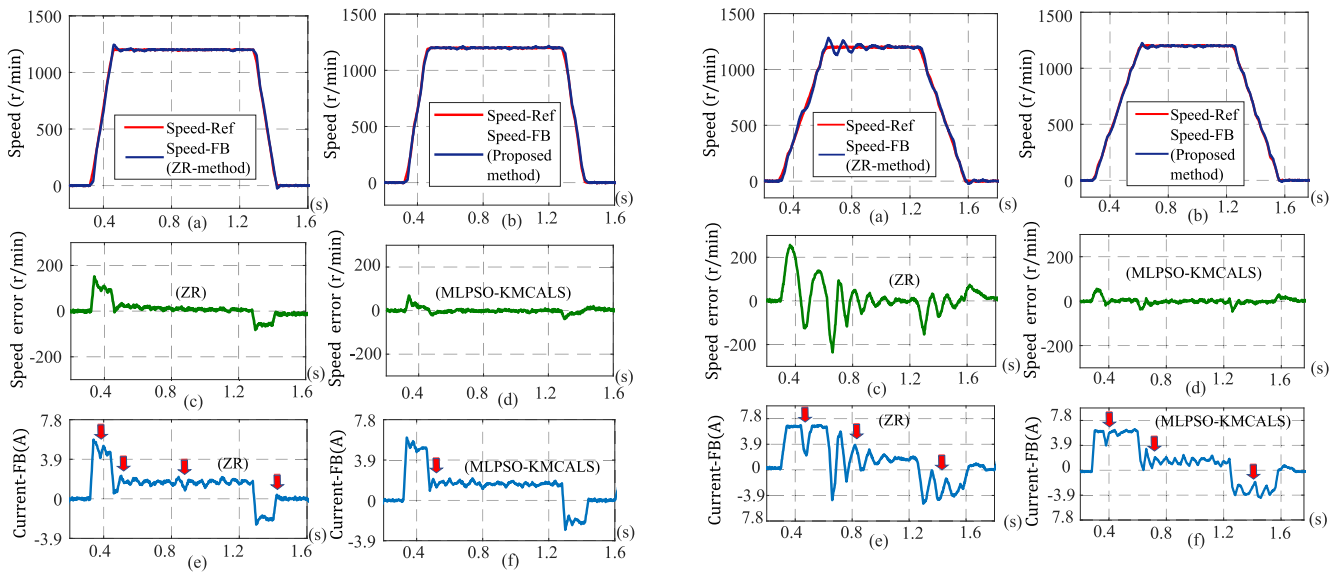 1500
1000
500
0
Speed (r/min)
Speed-Ref
Speed-FB
(ZR-method)
0.4
0.8
1.2
1.6
(s)
(a)
1500
1000
500
0
Speed (r/min)
Speed-Ref
Speed-FB
(Proposed
method)
0.4
0.8
1.2
1.6
(s)
(b)
1500
1000
500
0
Speed (r/min)
Speed-Ref
Speed-FB
(ZR-method)
0.4
0.8
1.2
1.6
(s)
(a)
1500
1000
500
0
Speed (r/min)
Speed-Ref
Speed-FB
(Proposed
method)
0.4
0.8
1.2
1.6
(s)
(b)
200
0
-200
Speed error (r/min)
(ZR)
0.4
0.8
1.2
1.6
(s)
(c)
200
0
-200
Speed error (r/min)
(MLPSO-KMCALS)
0.4
0.8
1.2
1.6
(s)
(d)
200
0
-200
Speed error (r/min)
(ZR)
0.4
0.8
1.2
1.6
(s)
(c)
200
0
-200
Speed error (r/min)
(MLPSO-KMCALS)
0.4
0.8
1.2
1.6
(s)
(d)
7.8
3.9
0
-3.9
Current-FB(A)
(ZR)
0.4
0.8
1.2
1.6
(s)
(e)
7.8
3.9
0
-3.9
Current-FB(A)
(MLPSO-KMCALS)
0.4
0.8
1.2
1.6
(s)
(f)
7.8
3.9
0
-3.9
7.8
Current-FB(A)
(ZR)
0.4
0.8
1.2
1.6
(s)
(e)
7.8
3.9
0
-3.9
7.8
Current-FB(A)
(MLPSO-KMCALS)
0.4
0.8
1.2
1.6
(s)
(f)